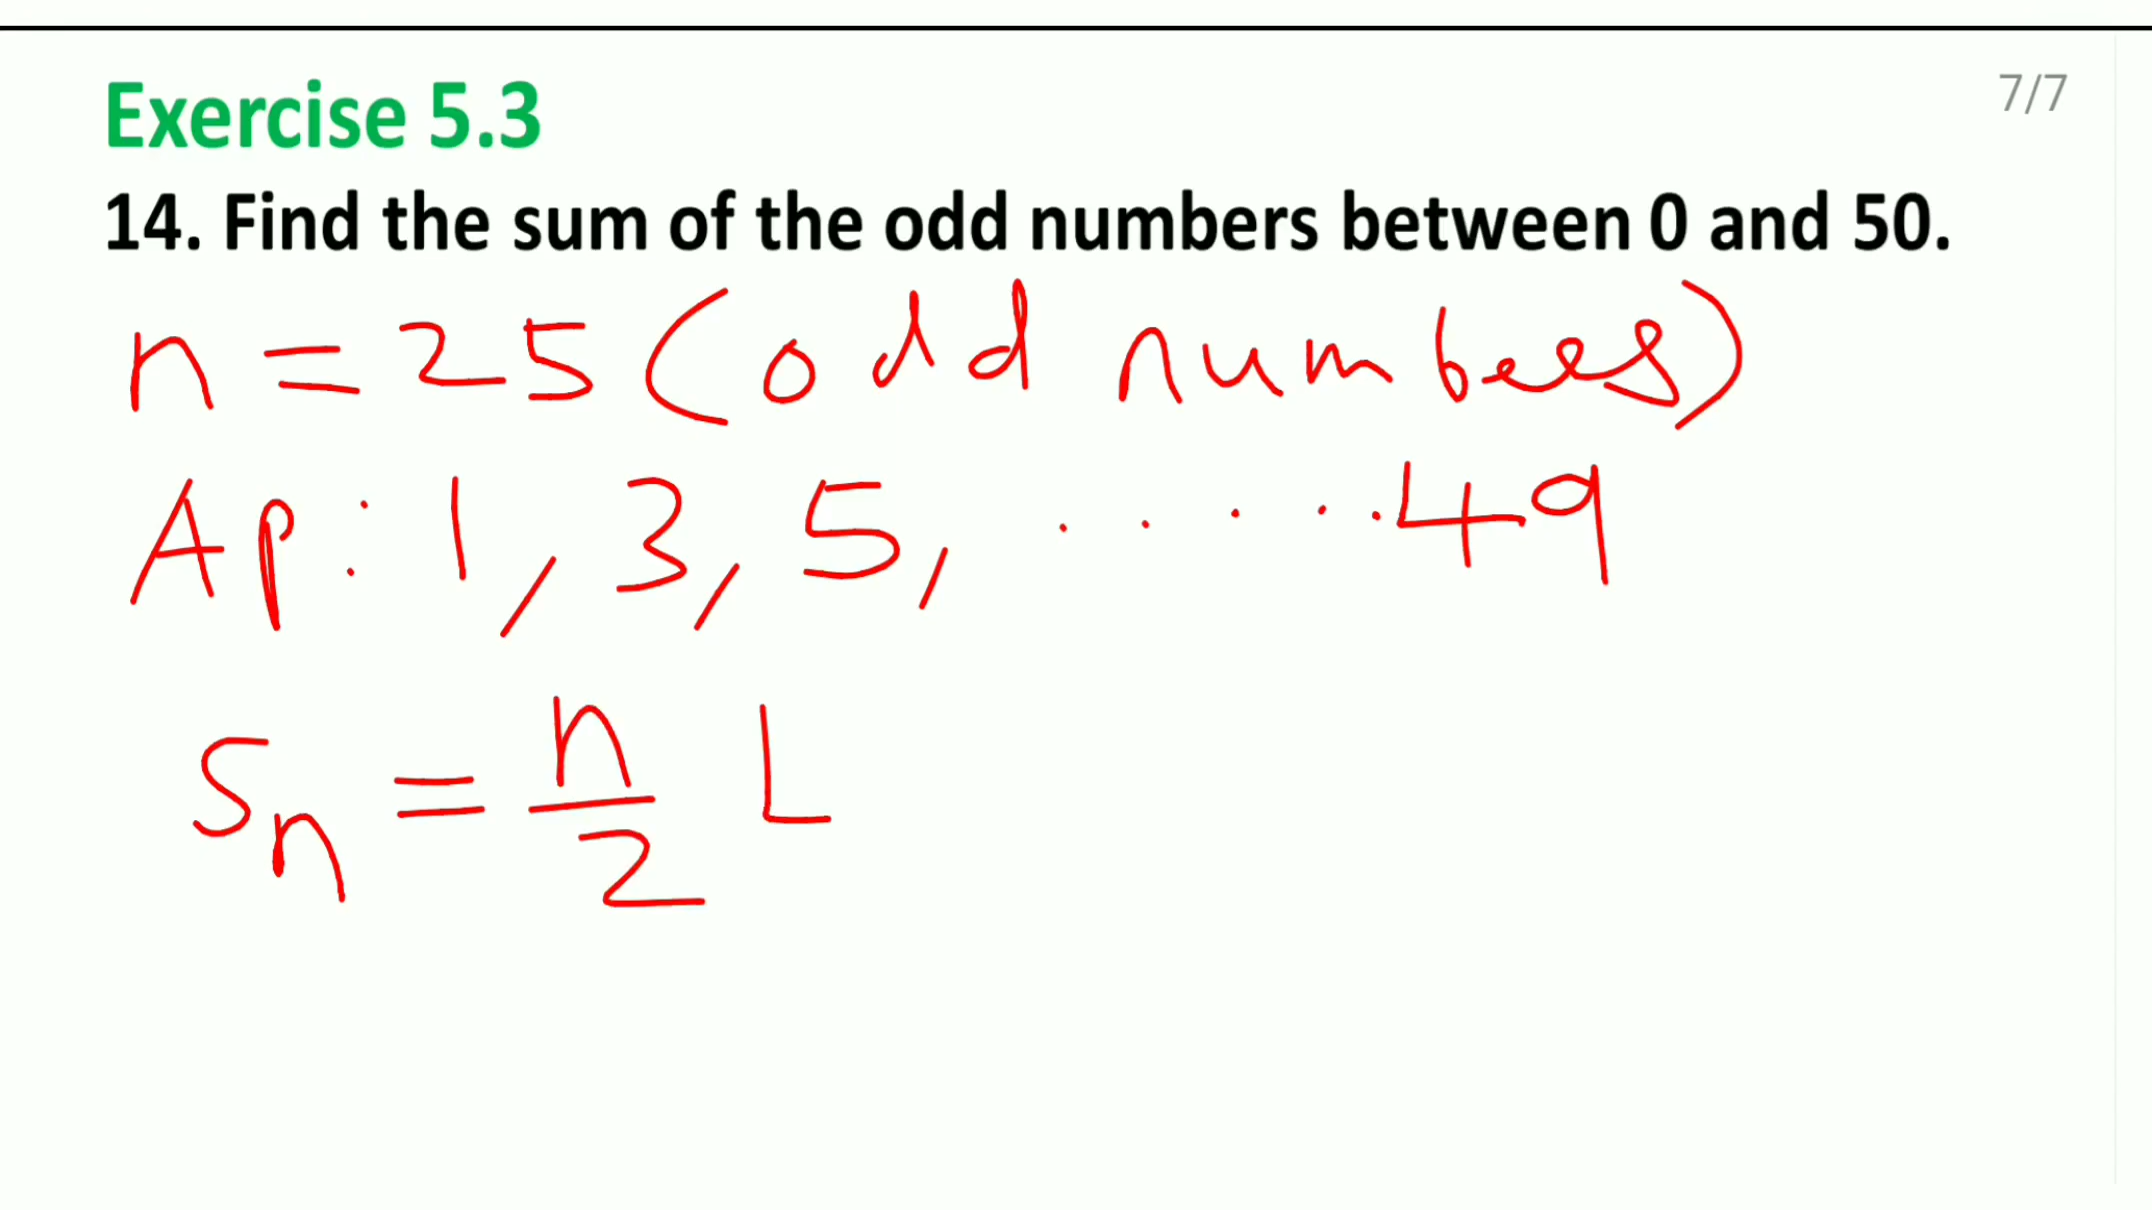 Exercise 5.3
7/7
14. Find the sum of the odd numbers between 0 and 50.
n = 25 (odd numbers)
Ap: 1, 3, 5, ..... 49
Sn = n/2 L